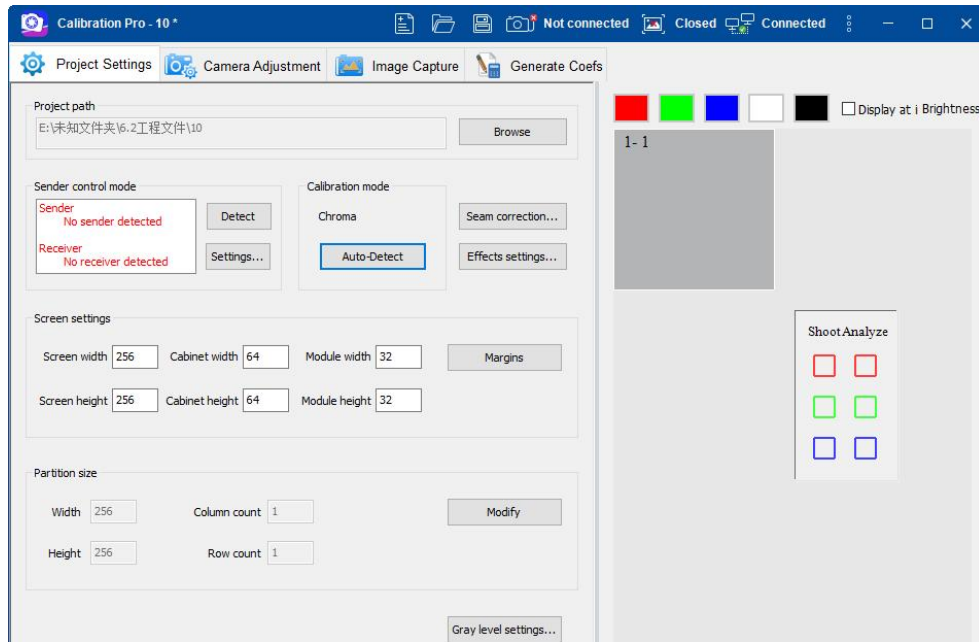 Calibration Pro - 10 *
Not connected
Closed
Connected
Project Settings
Camera Adjustment
Image Capture
Generate Coefs
Project path
E:\未知文件夹\6.2工程文件\10
Browse
Sender control mode
Sender
No sender detected
Receiver
No receiver detected
Detect
Settings...
Calibration mode
Chroma
Auto-Detect
Seam correction...
Effects settings...
Screen settings
Screen width 256 Cabinet width 64 Module width 32
Margins
Screen height 256 Cabinet height 64 Module height 32
Partition size
Width 256 Column count 1
Modify
Height 256 Row count 1
Gray level settings...
Display at i Brightness
1- 1
Shoot Analyze